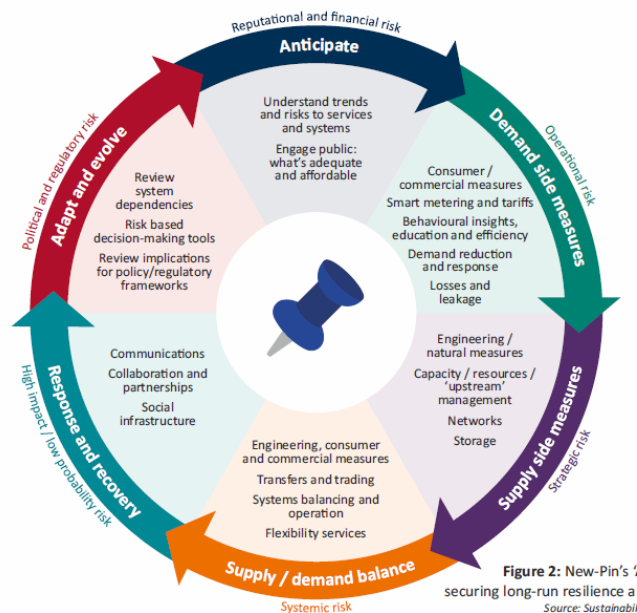 Reputational and financial risk
Anticipate
Understand trends
and risks to services
and systems
Engage public:
what's adequate
and affordable
Operational risk
Demand side measures
Consumer /
commercial measures
Smart metering and tariffs
Behavioural insights,
education and efficiency
Demand reduction
and response
Losses and
leakage
Strategic risk
Supply side measures
Engineering /
natural measures
Capacity / resources /
‘upstream’
management
Networks
Storage
Systemic risk
Supply / demand balance
Engineering, consumer
and commercial measures
Transfers and trading
Systems balancing and
operation
Flexibility services
High impact / low probability risk
Response and recovery
Communications
Collaboration and
partnerships
Social
infrastructure
Political and regulatory risk
Adapt and evolve
Review
system
dependencies
Risk based
decision-making tools
Review implications
for policy/regulatory
frameworks
Figure 2: New-Pin's ‘
securing long-run resilience a
Source: Sustainabil